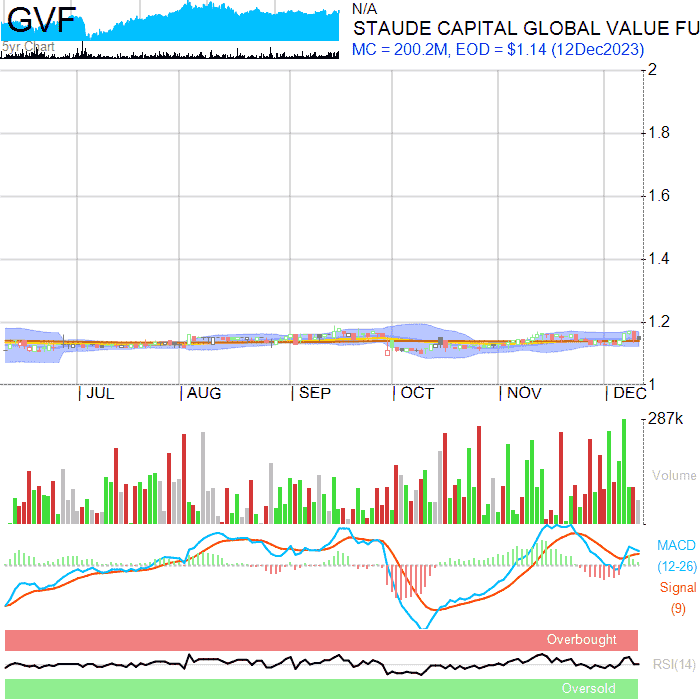 GVF
5yr Chart
N/A
STAUDE CAPITAL GLOBAL VALUE FU
MC = 200.2M, EOD = $1.14 (12Dec2023)
2
1.8
1.6
1.4
1.2
1
JUL AUG SEP OCT NOV DEC
287k
Volume
MACD
(12-26)
Signal
(9)
Overbought
RSI(14)
Oversold